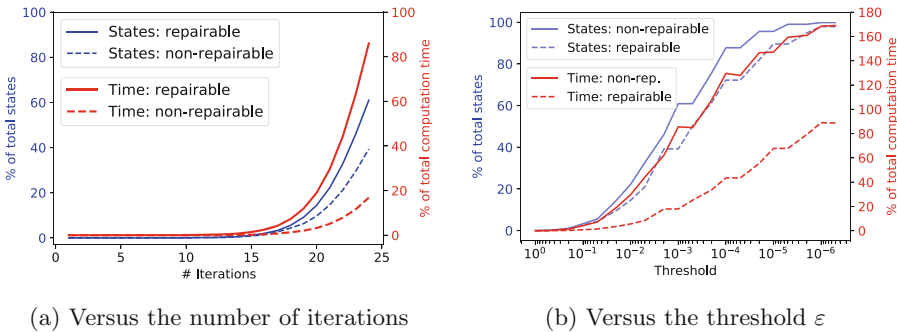 100
80
60
40
20
0
% of total states
States: repairable
States: non-repairable
Time: repairable
Time: non-repairable
100
80
60
40
20
0
% of total computation time
0 5 10 15 20 25
# Iterations
(a) Versus the number of iterations
100
80
60
40
20
0
% of total states
States: non-repairable
States: repairable
Time: non-rep.
Time: repairable
180
160
140
120
100
80
60
40
20
0
% of total computation time
10⁰ 10⁻¹ 10⁻² 10⁻³ 10⁻⁴ 10⁻⁵ 10⁻⁶
Threshold
(b) Versus the threshold ε